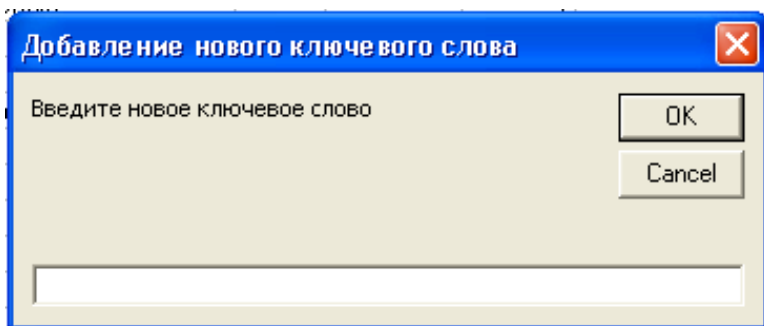 Добавление нового ключевого слова
Введите новое ключевое слово
OK
Cancel